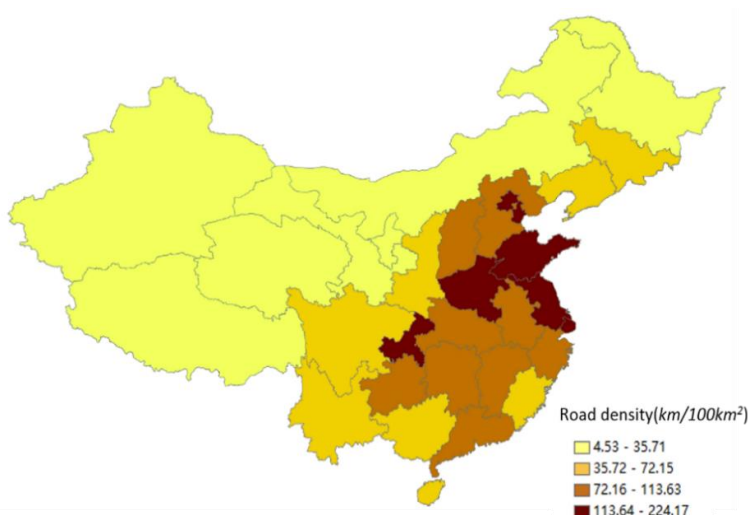 Road density(km/100km²)
4.53 - 35.71
35.72 - 72.15
72.16 - 113.63
113.64 - 224.17